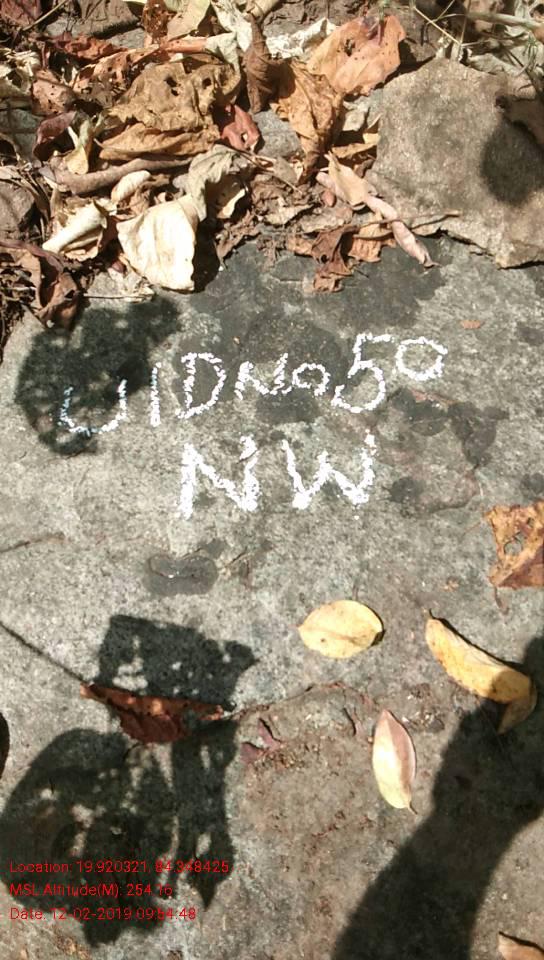 UIDNo50
NW
Location: 19.920321, 84.348425
MSL Altitude(M): 254.16
Date: 12-02-2019 09:54:48